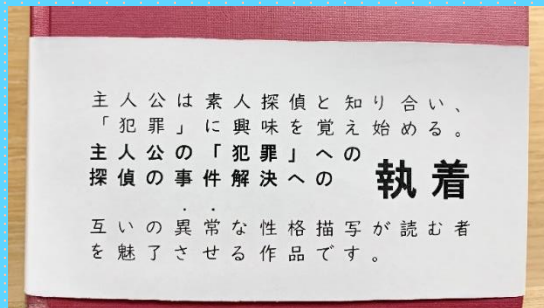 主人公は素人探偵と知り合い、
「犯罪」に興味を覚え始める。
主人公の「犯罪」への
探偵の事件解決への
執着
互いの異常な性格描写が読む者
を魅了させる作品です。